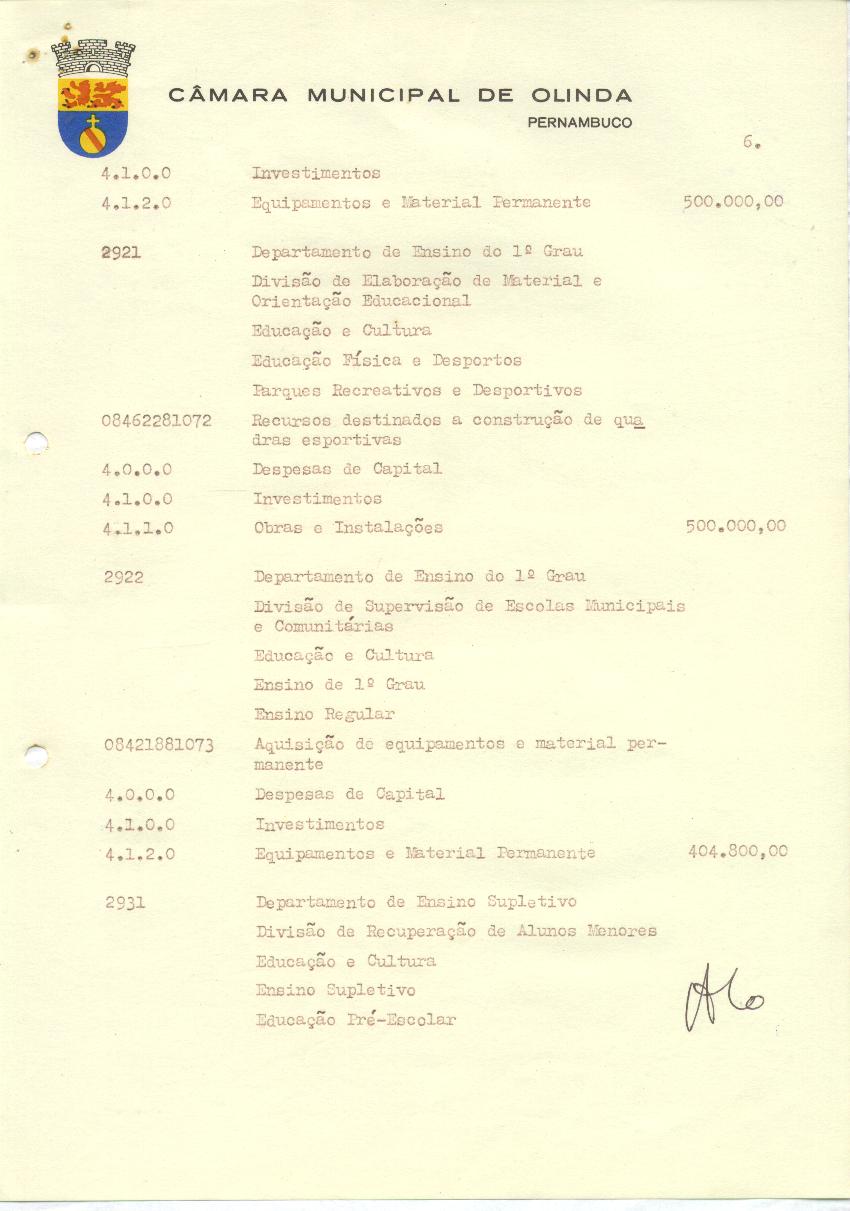 CÂMARA MUNICIPAL DE OLINDA
PERNAMBUCO
6.
4.1.0.0 Investimentos
4.1.2.0 Equipamentos e Material Permanente 500.000,00
2921 Departamento de Ensino do 1º Grau
Divisão de Elaboração de Material e
Orientação Educacional
Educação e Cultura
Educação Física e Desportos
Parques Recreativos e Desportivos
08462281072 Recursos destinados a construção de qua
dras esportivas
4.0.0.0 Despesas de Capital
4.1.0.0 Investimentos
4.1.1.0 Obras e Instalações 500.000,00
2922 Departamento de Ensino do 1º Grau
Divisão de Supervisão de Escolas Municipais
e Comunitárias
Educação e Cultura
Ensino de 1º Grau
Ensino Regular
08421881073 Aquisição de equipamentos e material per-
manente
4.0.0.0 Despesas de Capital
4.1.0.0 Investimentos
4.1.2.0 Equipamentos e Material Permanente 404.800,00
2931 Departamento de Ensino Supletivo
Divisão de Recuperação de Alunos Menores
Educação e Cultura
Ensino Supletivo
Educação Pré-Escolar